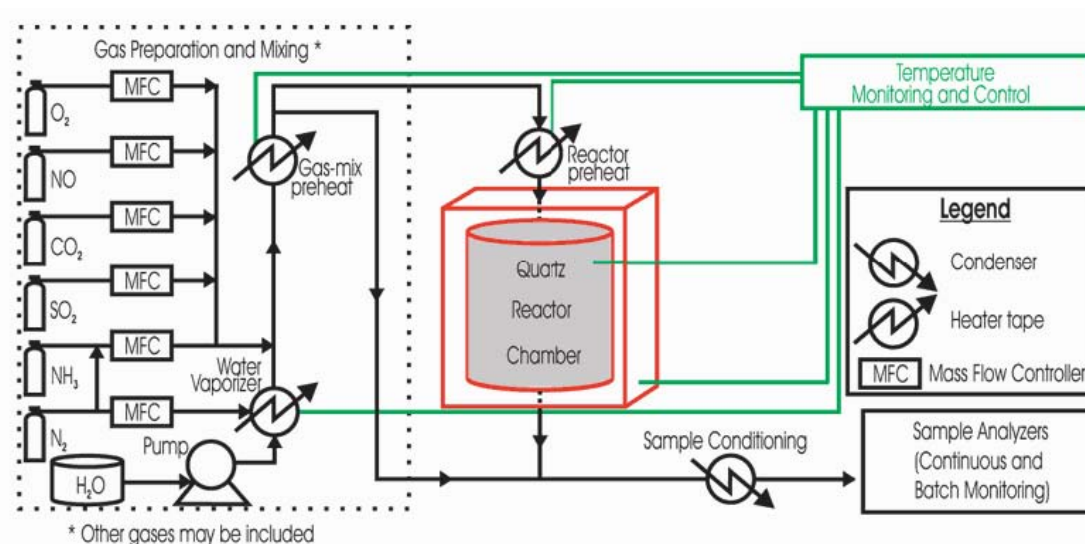 Gas Preparation and Mixing *
O2
MFC
NO
MFC
CO2
MFC
SO2
MFC
NH3
MFC
N2
MFC
H2O
Pump
Water
Vaporizer
Gas-mix
preheat
Reactor
preheat
Quartz
Reactor
Chamber
Temperature
Monitoring and Control
Legend
Condenser
Heater tape
MFC Mass Flow Controller
Sample Conditioning
Sample Analyzers
(Continuous and
Batch Monitoring)
* Other gases may be included